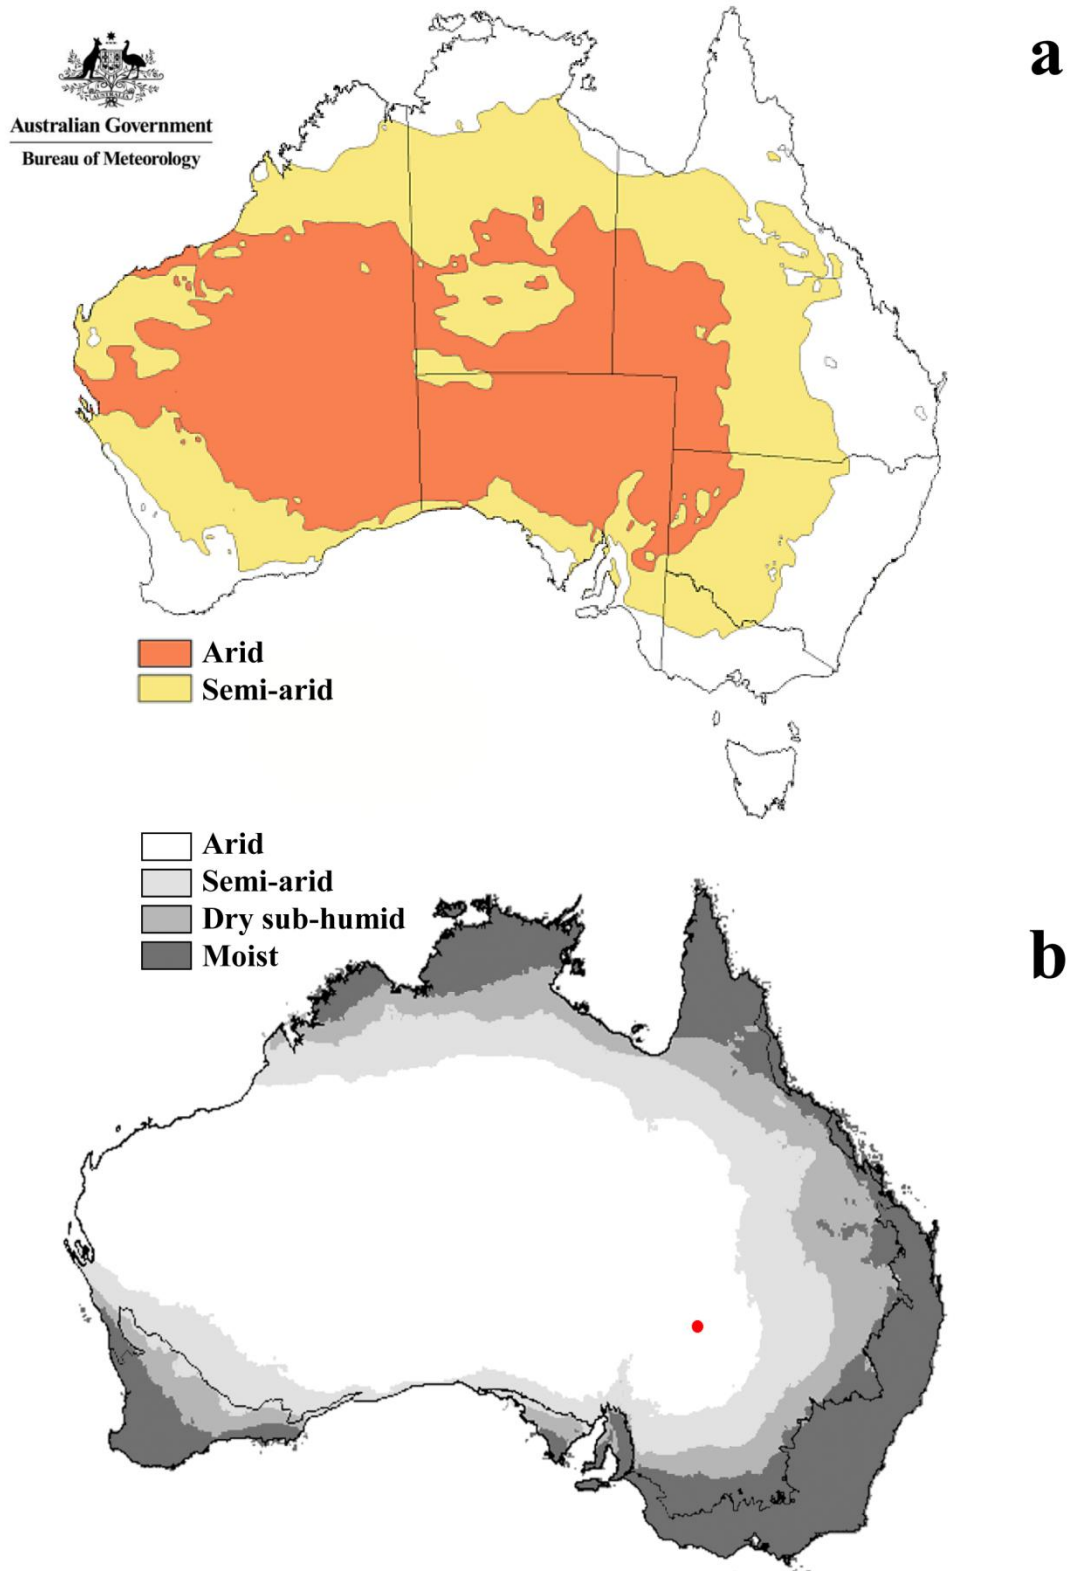 a
Australian Government
Bureau of Meteorology
Arid
Semi-arid
Arid
Semi-arid
Dry sub-humid
Moist
b